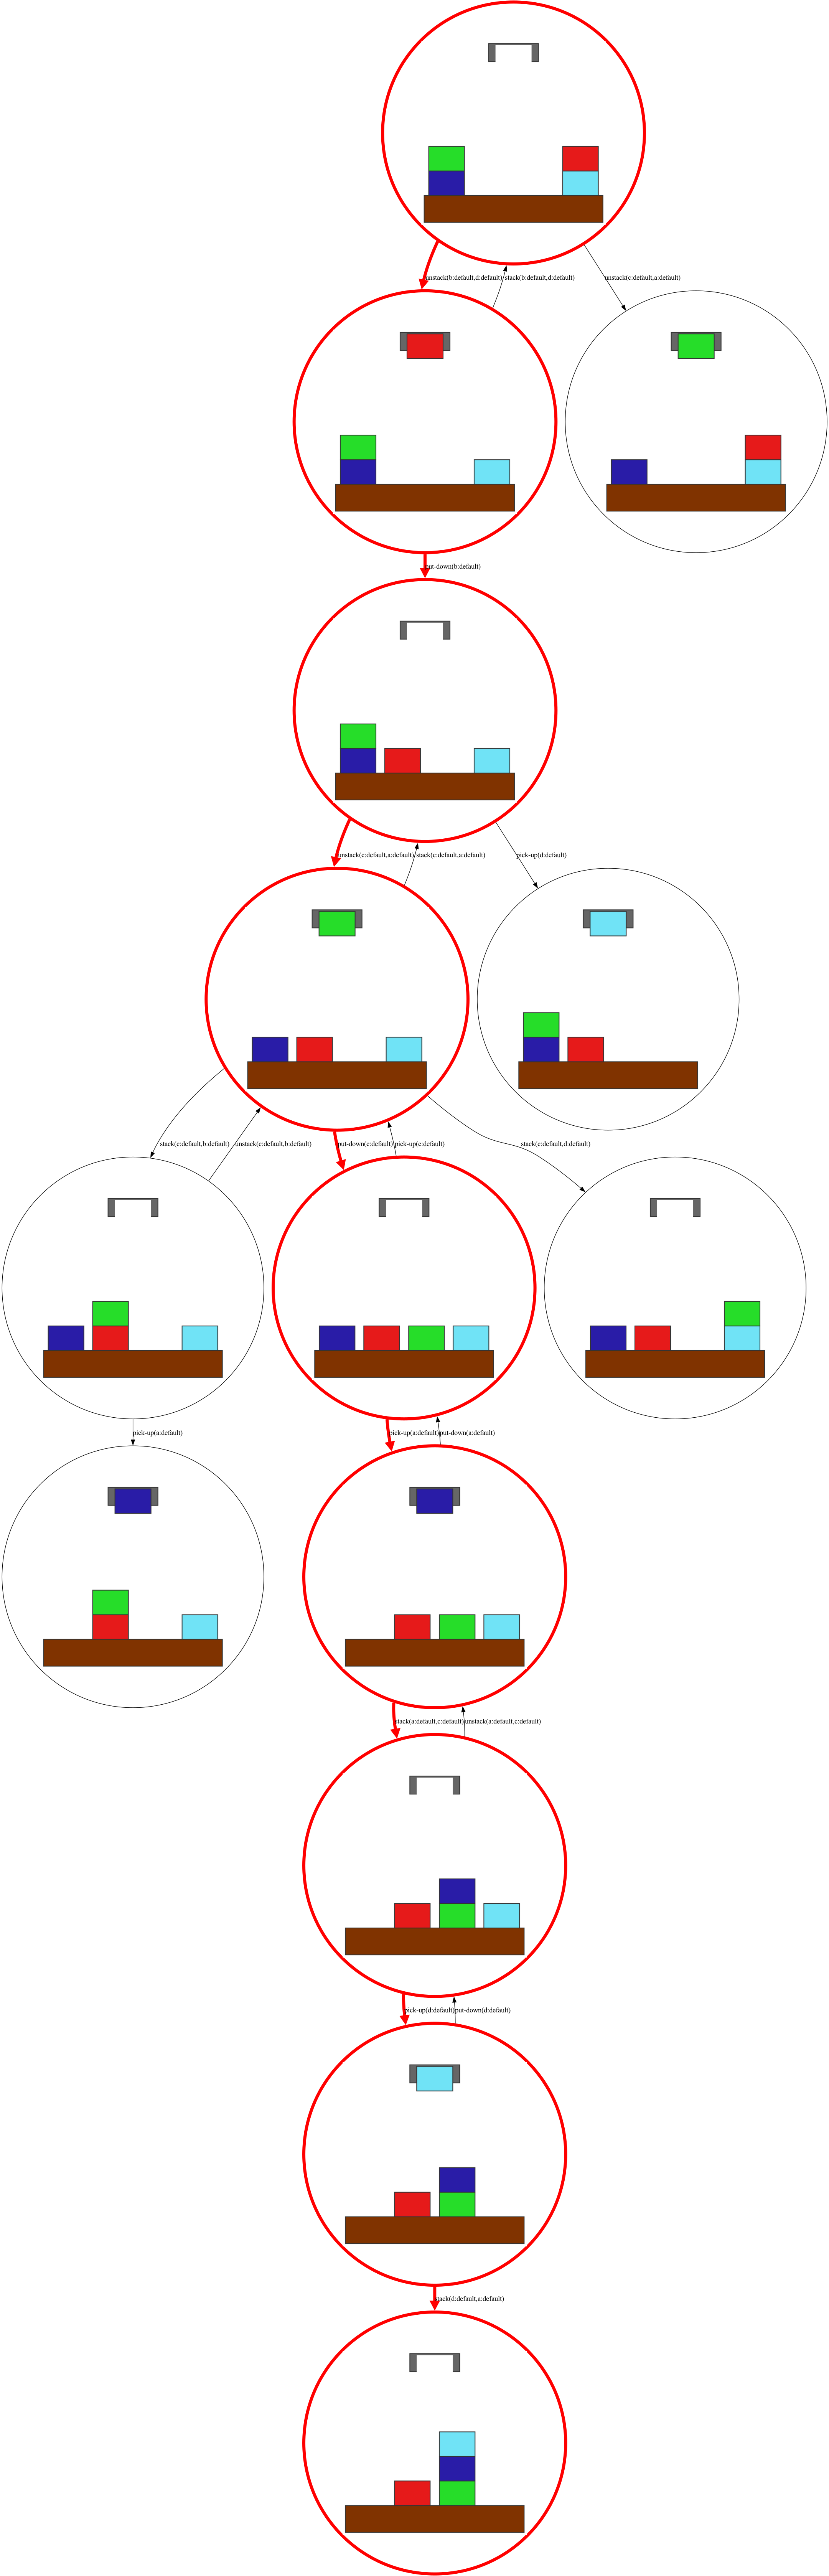 unstack(b:default,d:default)
stack(b:default,d:default)
unstack(c:default,a:default)
put-down(b:default)
unstack(c:default,a:default)
stack(c:default,a:default)
pick-up(d:default)
stack(c:default,b:default)
unstack(c:default,b:default)
put-down(c:default)
pick-up(c:default)
stack(c:default,d:default)
pick-up(a:default)
pick-up(a:default)
put-down(a:default)
stack(a:default,c:default)
unstack(a:default,c:default)
pick-up(d:default)
put-down(d:default)
stack(d:default,a:default)